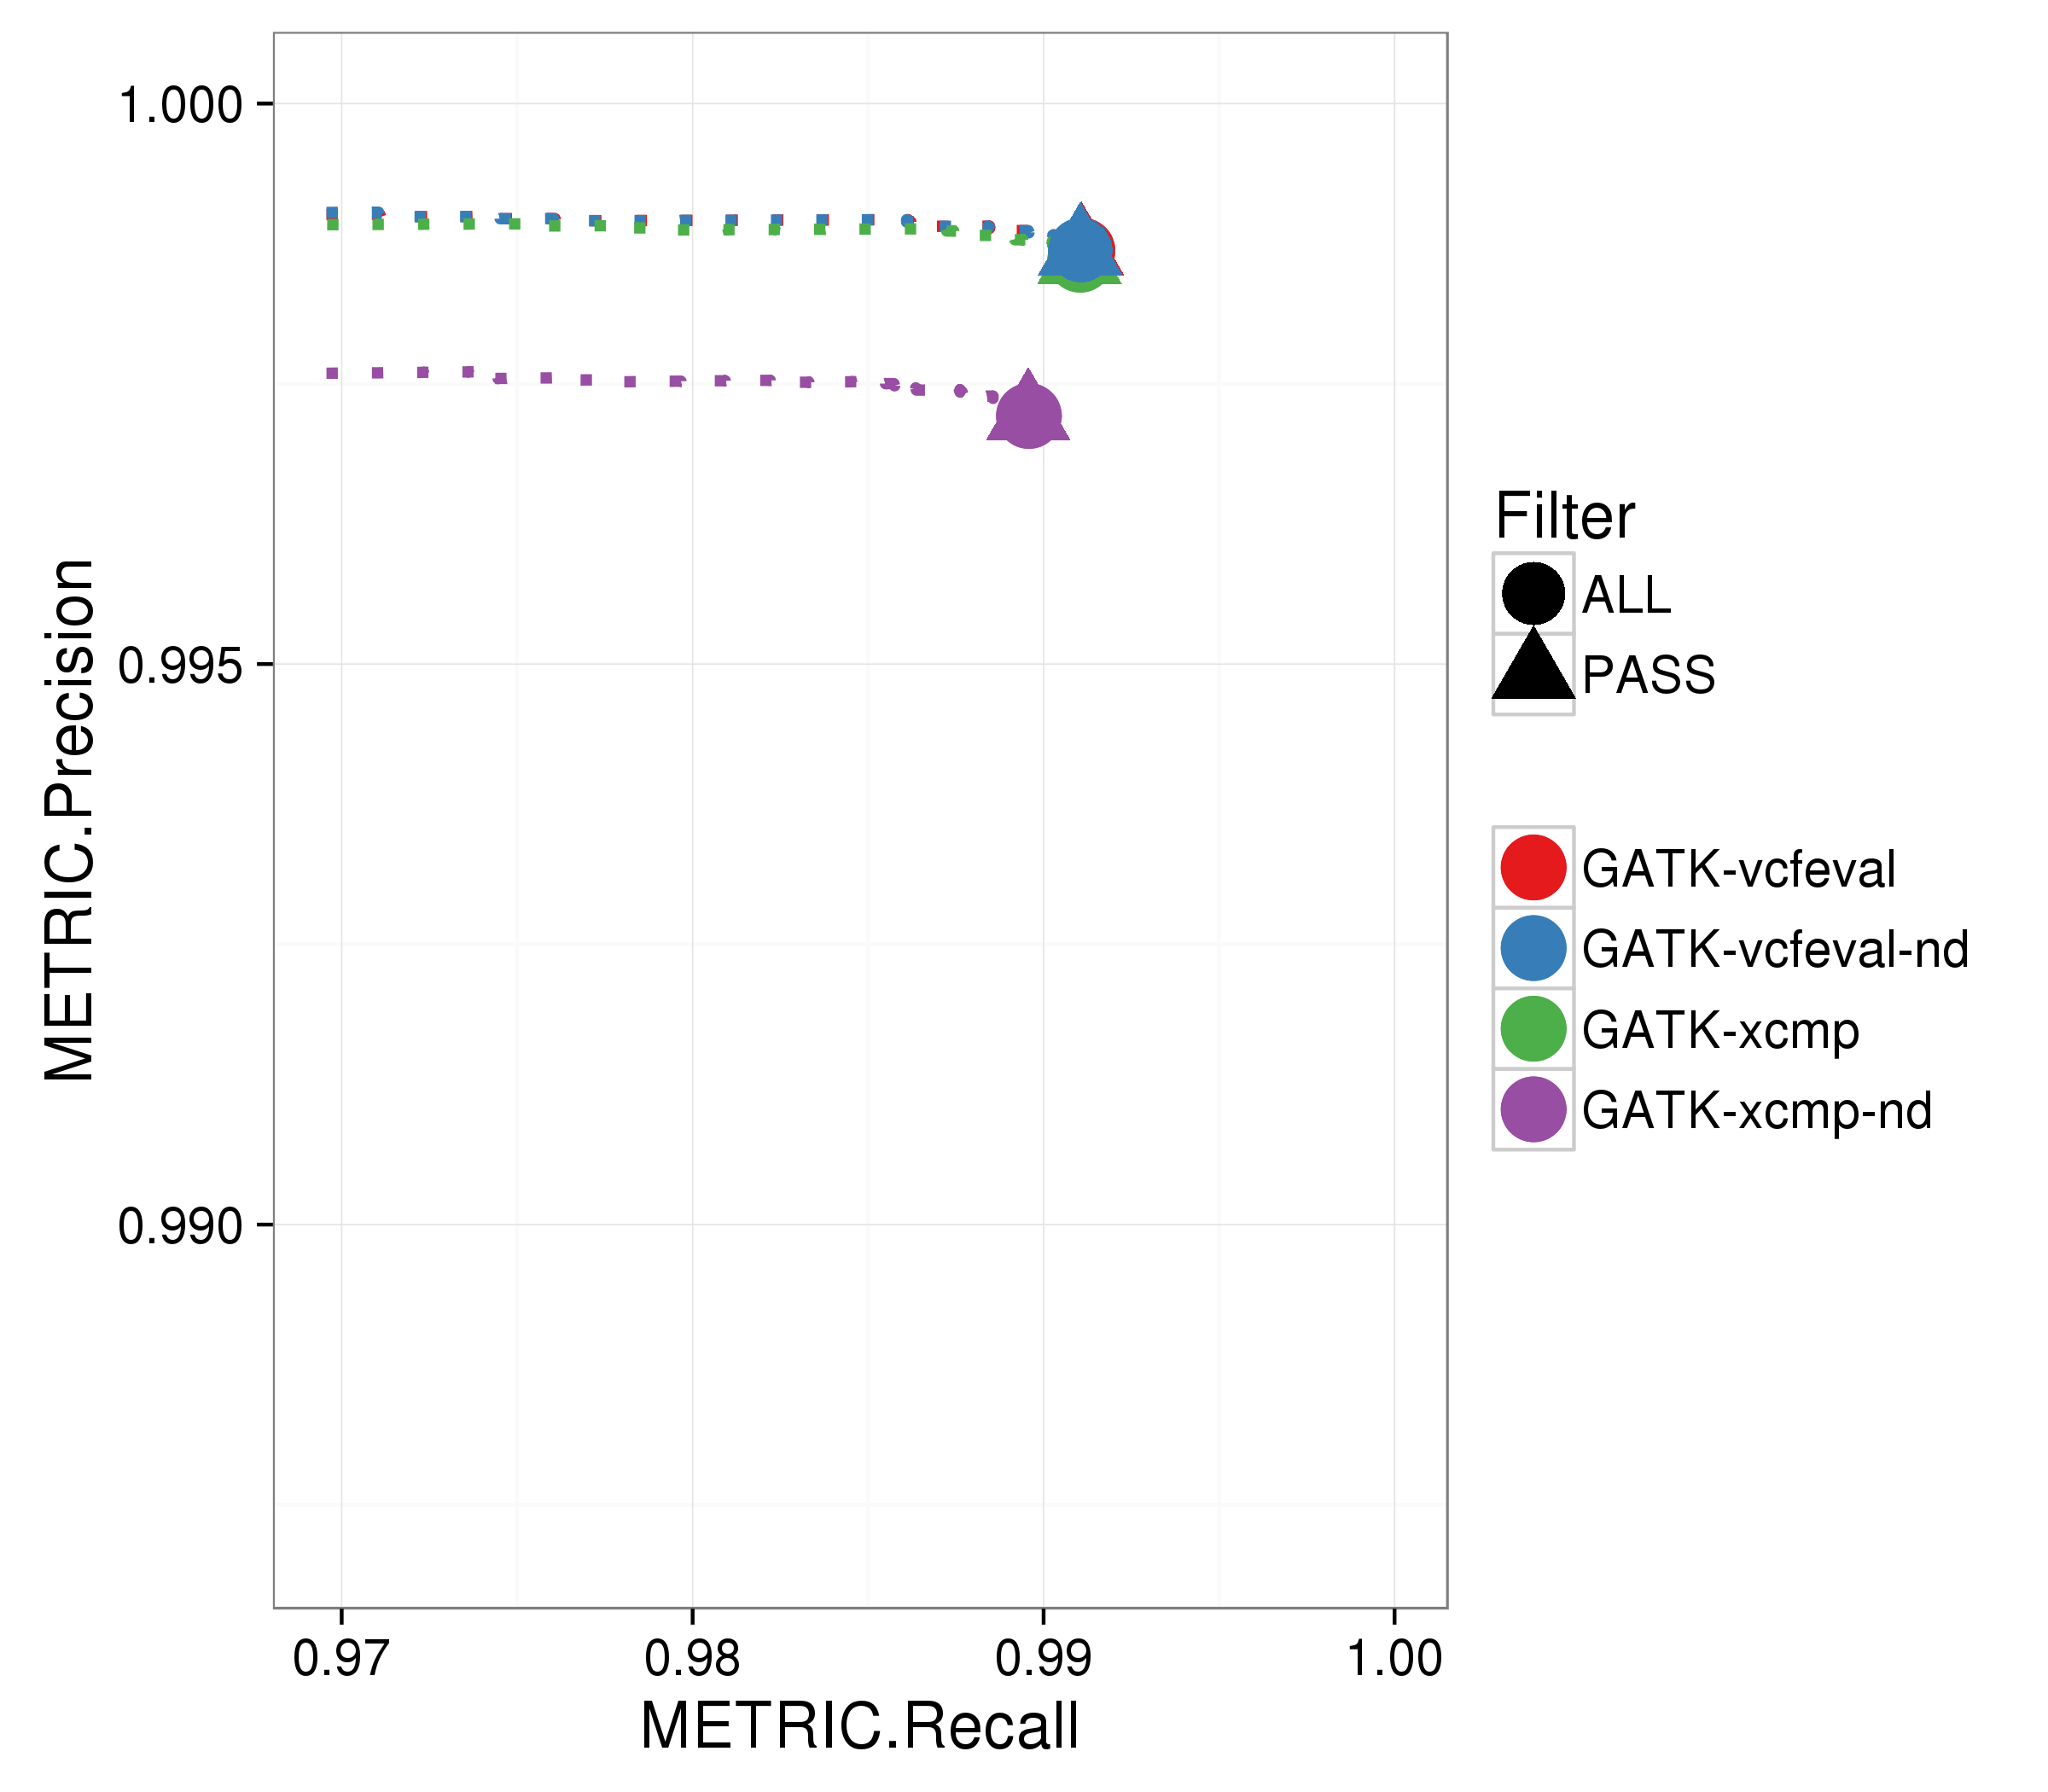 1.000
0.995
0.990
METRIC.Precision
0.97 0.98 0.99 1.00
METRIC.Recall
Filter
ALL
PASS
GATK-vcfeval
GATK-vcfeval-nd
GATK-xcmp
GATK-xcmp-nd